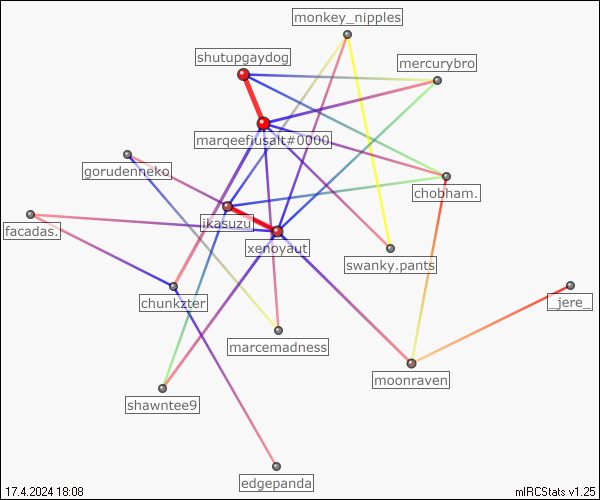 monkey_nipples
shutupgaydog
mercurybro
marqeefiusalt#0000
gorudenneko
chobham.
ikasuzu
facadas.
xenoyaut
swanky.pants
chunkzter
_jere_
marcemadness
moonraven
shawntee9
edgepanda
17.4.2024 18:08
mIRCStats v1.25